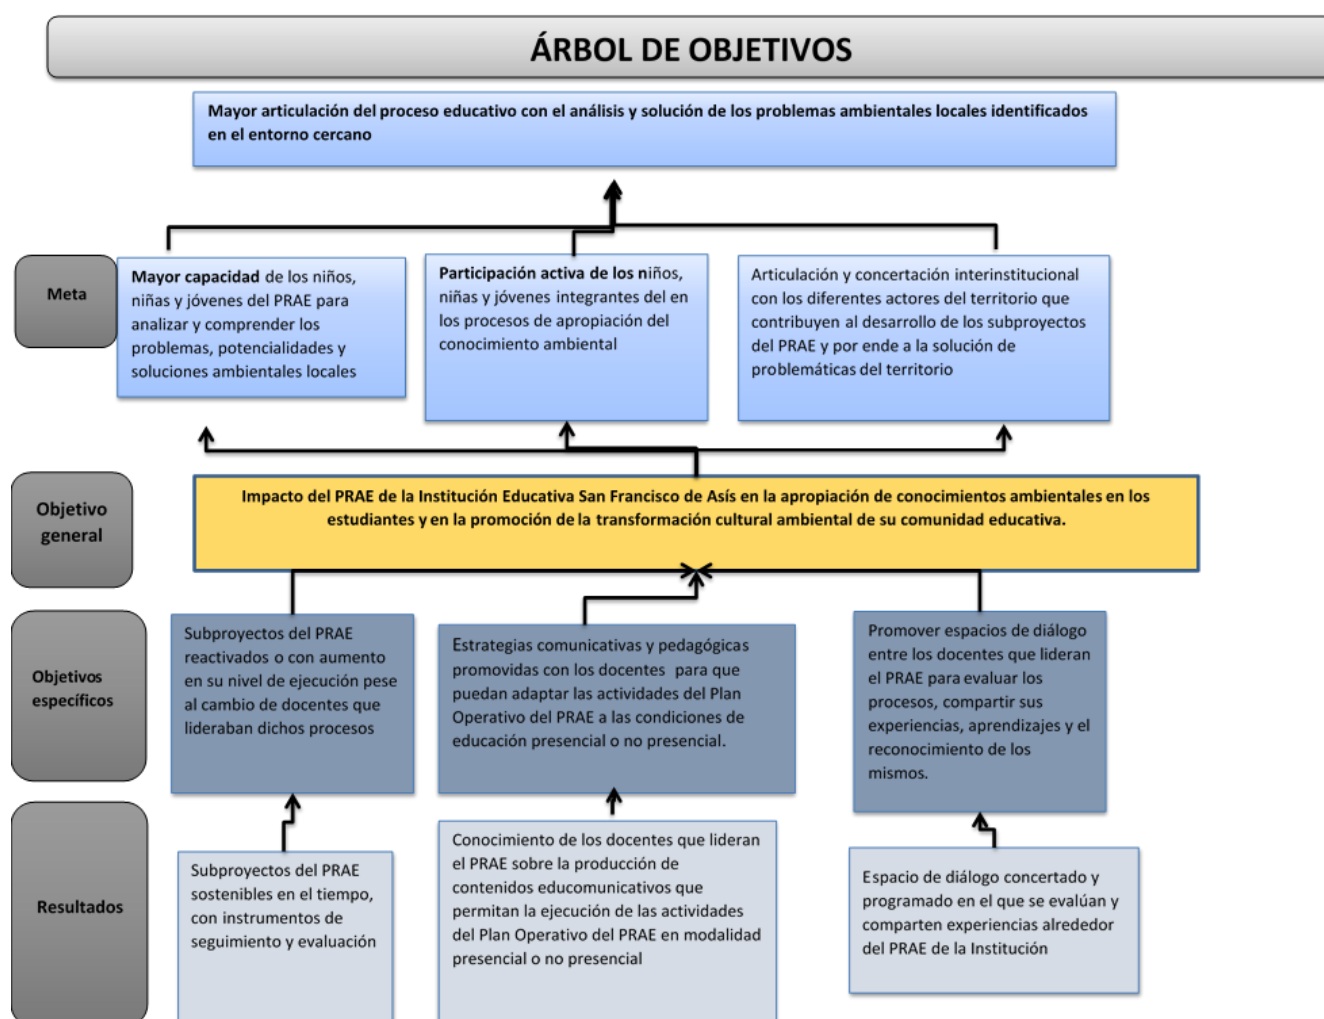 ÁRBOL DE OBJETIVOS
Mayor articulación del proceso educativo con el análisis y solución de los problemas ambientales locales identificados
en el entorno cercano
Meta
Mayor capacidad de los niños,
niñas y jóvenes del PRAE para
analizar y comprender los
problemas, potencialidades y
soluciones ambientales locales
Participación activa de los niños,
niñas y jóvenes integrantes del en
los procesos de apropiación del
conocimiento ambiental
Articulación y concertación interinstitucional
con los diferentes actores del territorio que
contribuyen al desarrollo de los subproyectos
del PRAE y por ende a la solución de
problemáticas del territorio
Objetivo
general
Impacto del PRAE de la Institución Educativa San Francisco de Asís en la apropiación de conocimientos ambientales en los
estudiantes y en la promoción de la transformación cultural ambiental de su comunidad educativa.
Objetivos
específicos
Subproyectos del PRAE
reactivados o con aumento
en su nivel de ejecución pese
al cambio de docentes que
lideraban dichos procesos
Estrategias comunicativas y pedagógicas
promovidas con los docentes para que
puedan adaptar las actividades del Plan
Operativo del PRAE a las condiciones de
educación presencial o no presencial.
Promover espacios de diálogo
entre los docentes que lideran
el PRAE para evaluar los
procesos, compartir sus
experiencias, aprendizajes y el
reconocimiento de los
mismos.
Resultados
Subproyectos del PRAE
sostenibles en el tiempo,
con instrumentos de
seguimiento y evaluación
Conocimiento de los docentes que lideran
el PRAE sobre la producción de
contenidos educomunicativos que
permitan la ejecución de las actividades
del Plan Operativo del PRAE en modalidad
presencial o no presencial
Espacio de diálogo concertado y
programado en el que se evalúan y
comparten experiencias alrededor
del PRAE de la Institución